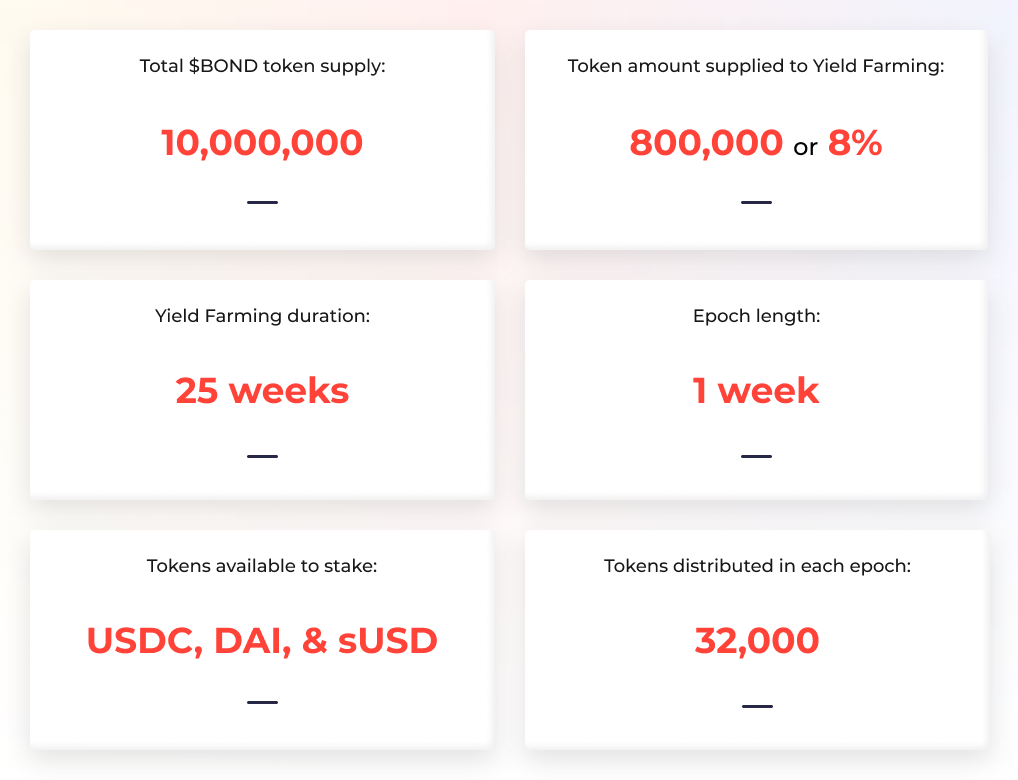 Total $BOND token supply:
10,000,000
Token amount supplied to Yield Farming:
800,000 or 8%
Yield Farming duration:
25 weeks
Epoch length:
1 week
Tokens available to stake:
USDC, DAI, & sUSD
Tokens distributed in each epoch:
32,000